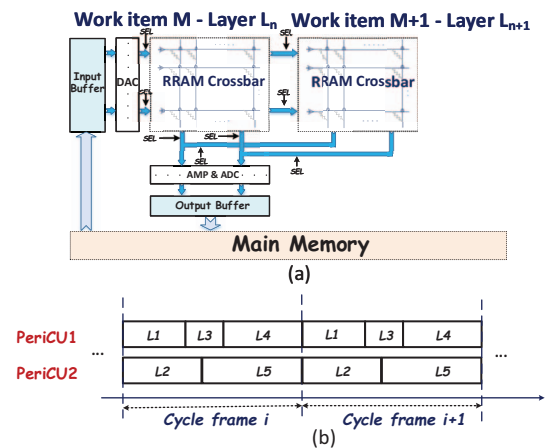 Work item M - Layer Ln Work item M+1 - Layer Ln+1
SEL SEL
Input Buffer
DAC
RRAM Crossbar
RRAM Crossbar
SEL SEL
SEL SEL
SEL SEL
AMP & ADC
Output Buffer
Main Memory
(a)
PeriCU1 L1 L3 L4 L1 L3 L4
... ...
PeriCU2 L2 L5 L2 L5
Cycle frame i Cycle frame i+1
(b)